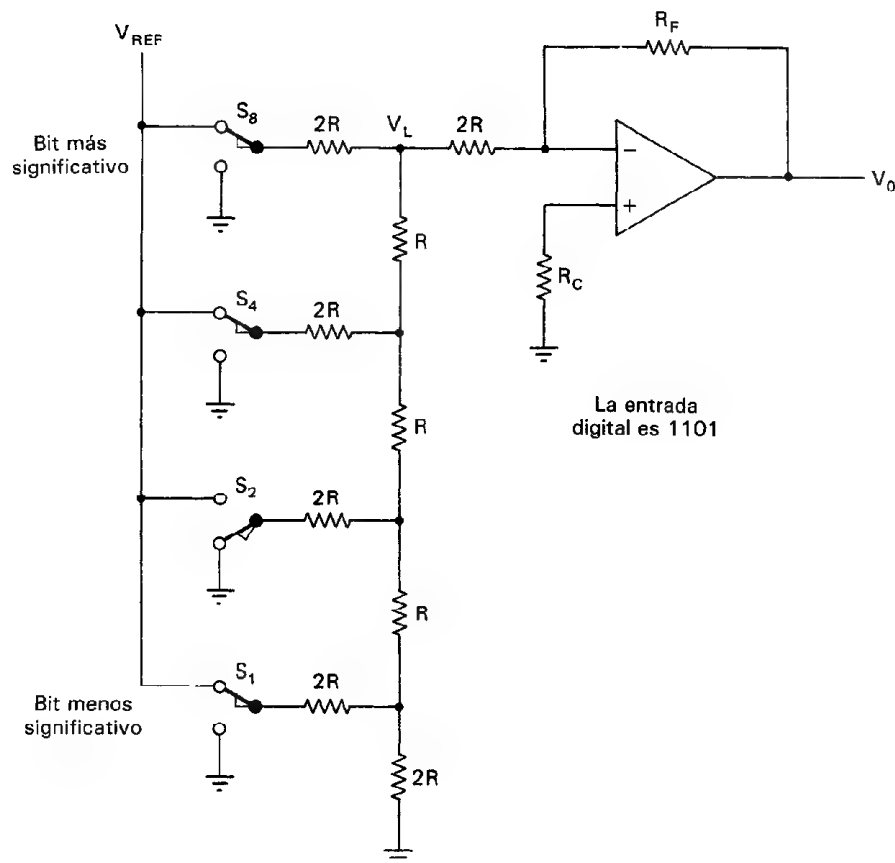 V_REF
R_F
S_8
2R
V_L
2R
Bit más
significativo
−
V_0
+
R
R_C
S_4
2R
La entrada
digital es 1101
R
S_2
2R
R
S_1
2R
Bit menos
significativo
2R